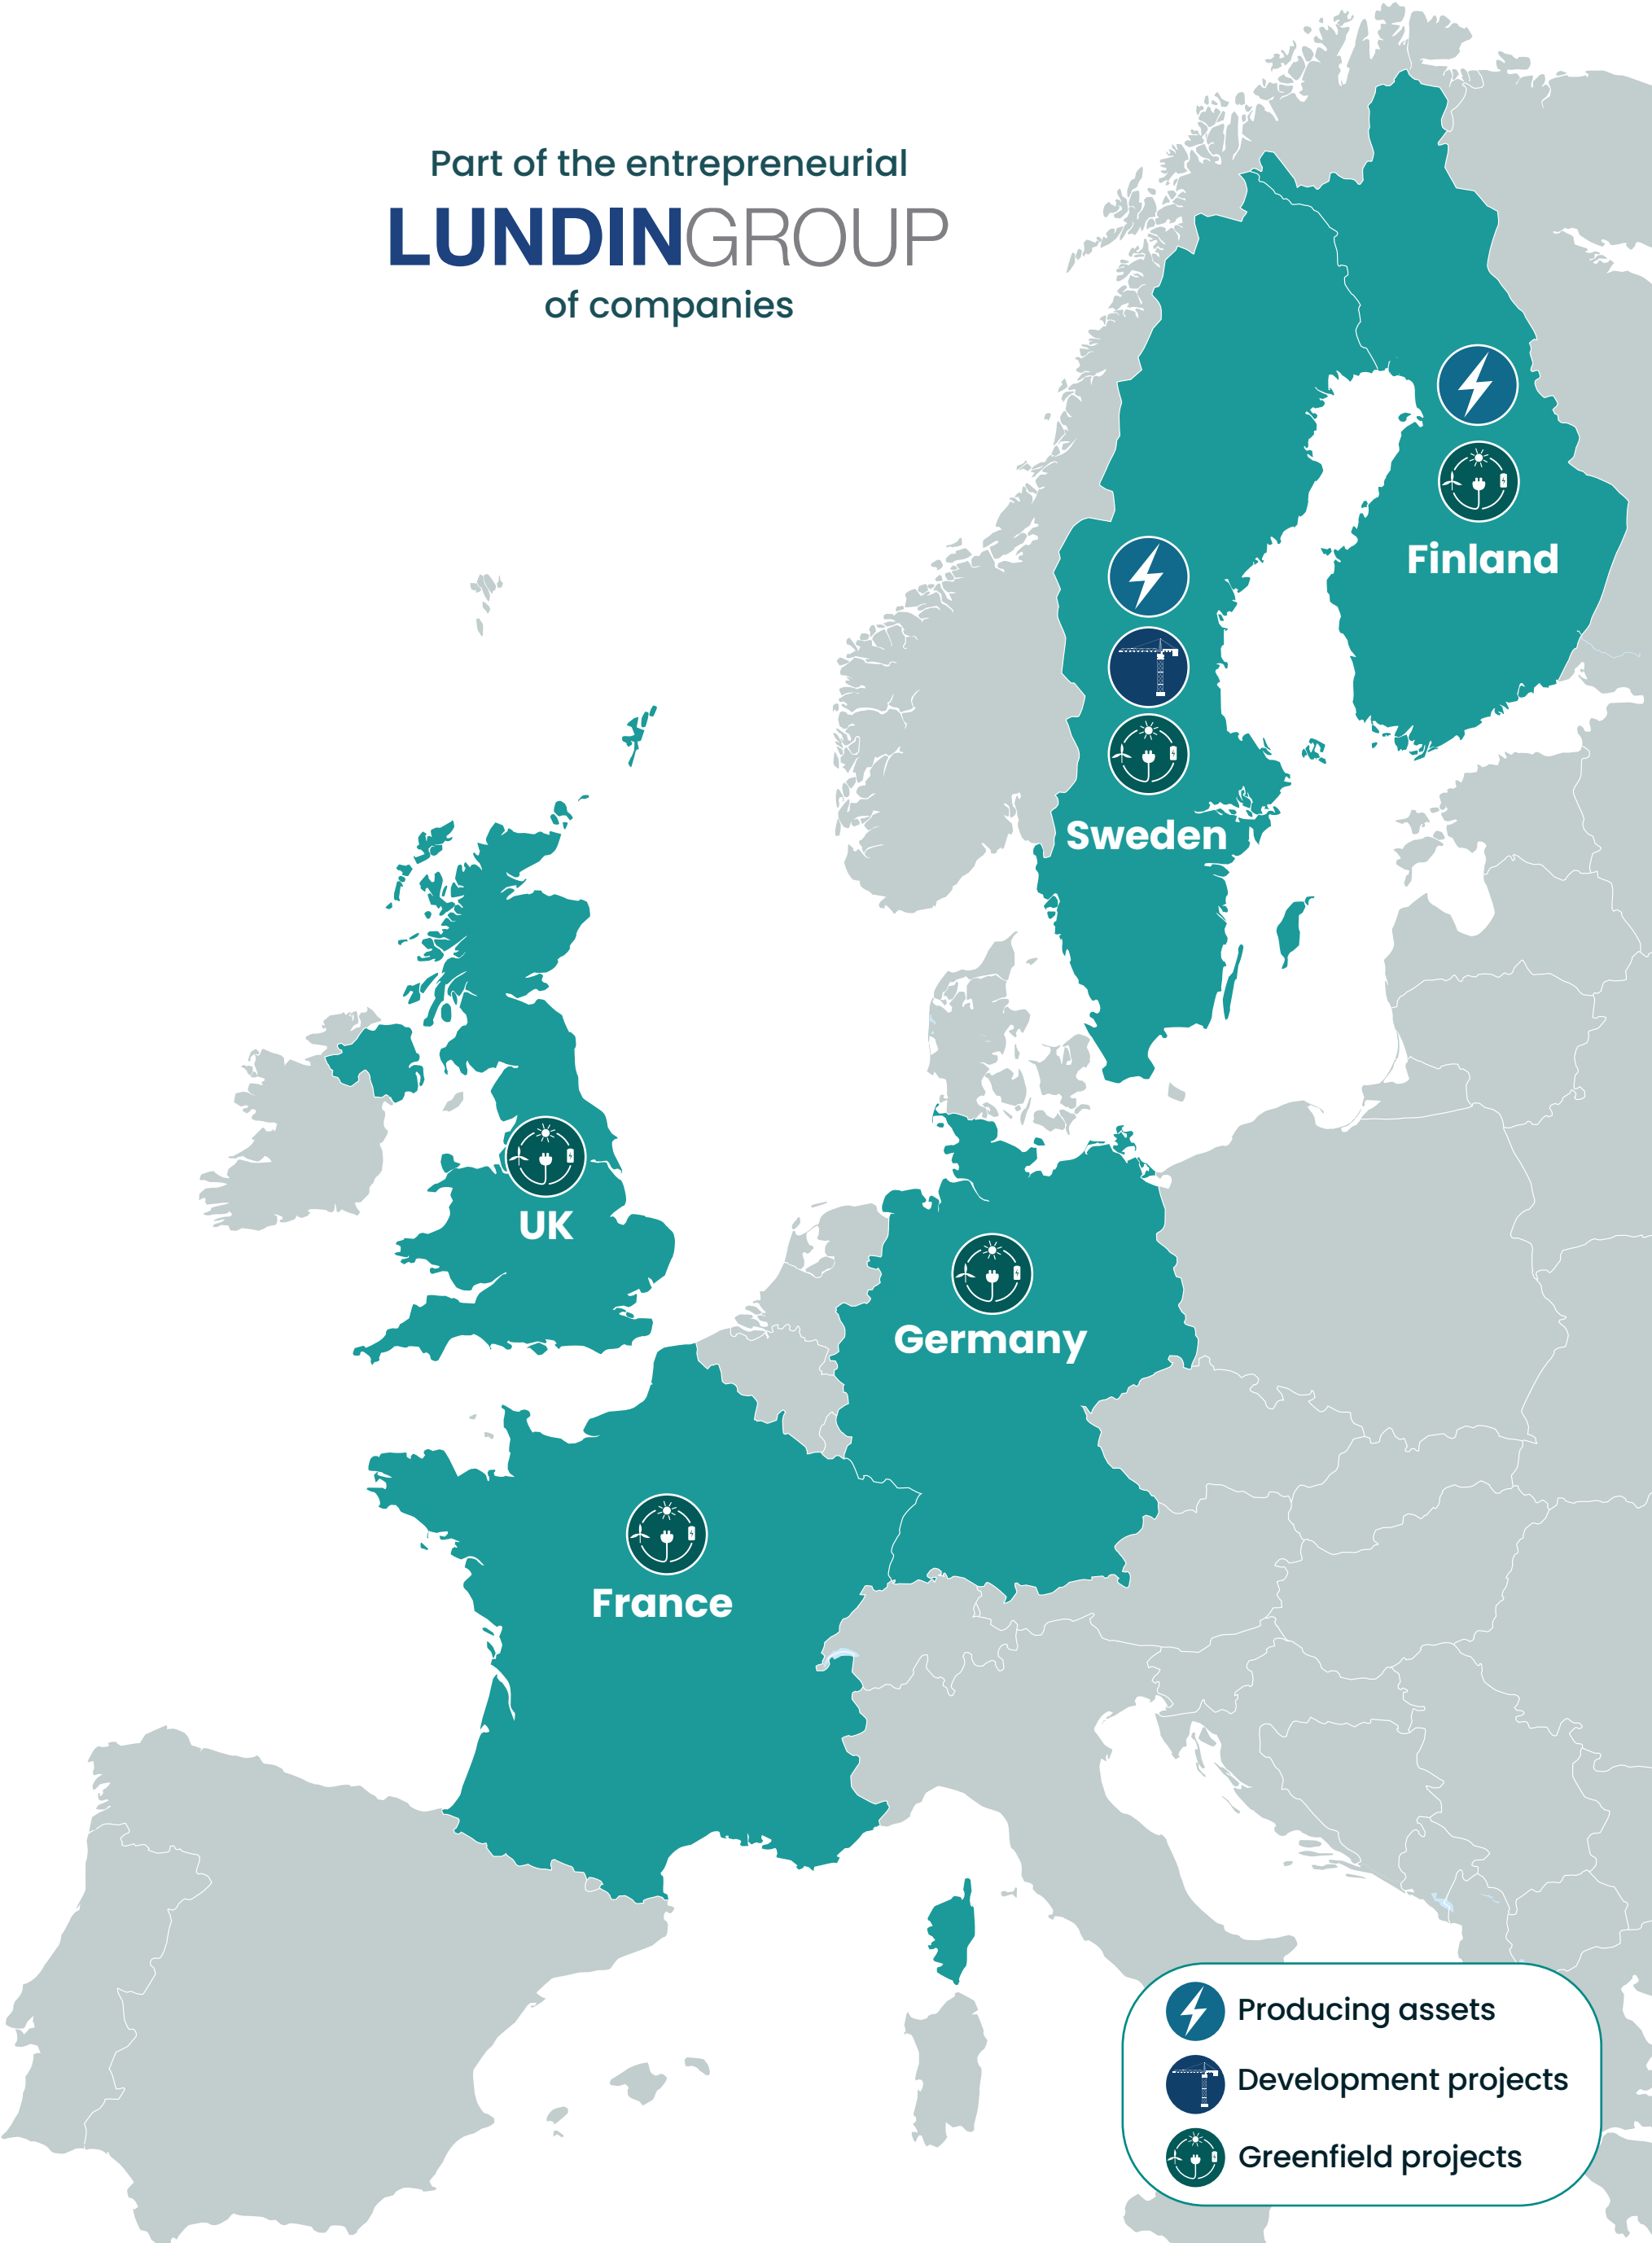 Part of the entrepreneurial
LUNDINGROUP
of companies
Finland
Sweden
UK
Germany
France
Producing assets
Development projects
Greenfield projects